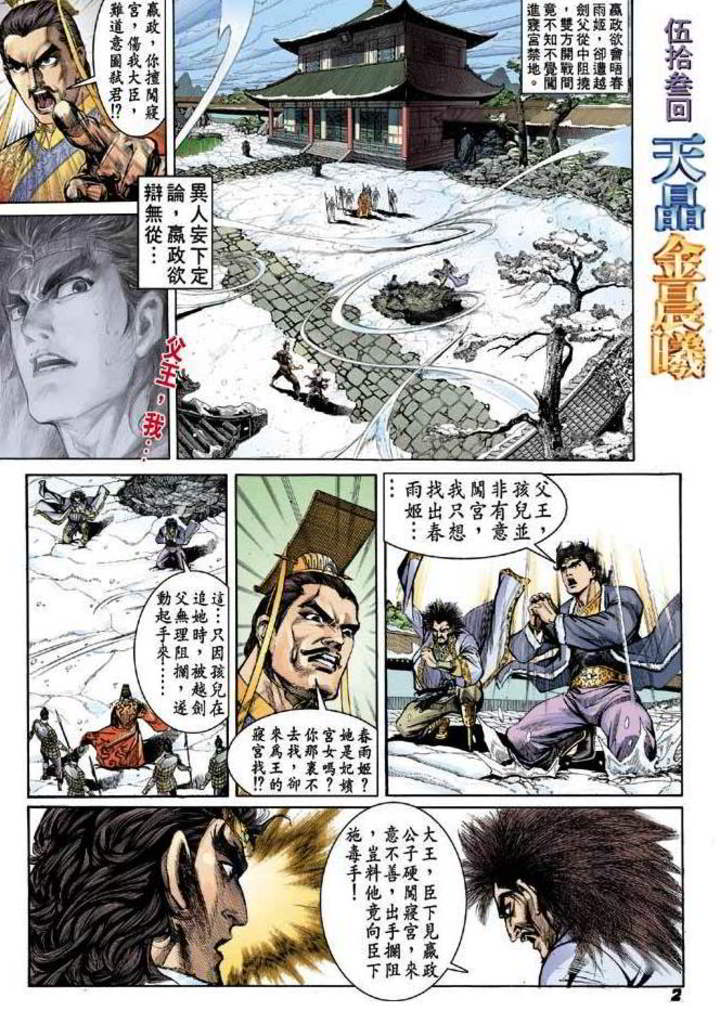 伍拾叁回
天晶金晨曦
嬴政欲會晤春
雨姬，卻遭越
劍父從中阻撓
，雙方開戰間
竟不知不覺闖
進寢宮禁地。
嬴政，你擅闖寢
宮，傷我大臣，
難道意圖弒君!?
異人妄下定
論，嬴政欲
辯無從…
父王，我…
父王，
孩兒並
非有意
闖宮，
我只想
找出春
雨姬…
…
春雨姬？
她是妃嬪
宮女嗎？
你那裏不
去找，卻
來爲王的
寢宮找!?
這…只因孩兒在
追她時，被越劍
父無理阻攔，遂
動起手來……
大王，臣下見嬴政
公子硬闖寢宮，來
意不善，出手攔阻
，豈料他竟向臣下
施毒手！
2